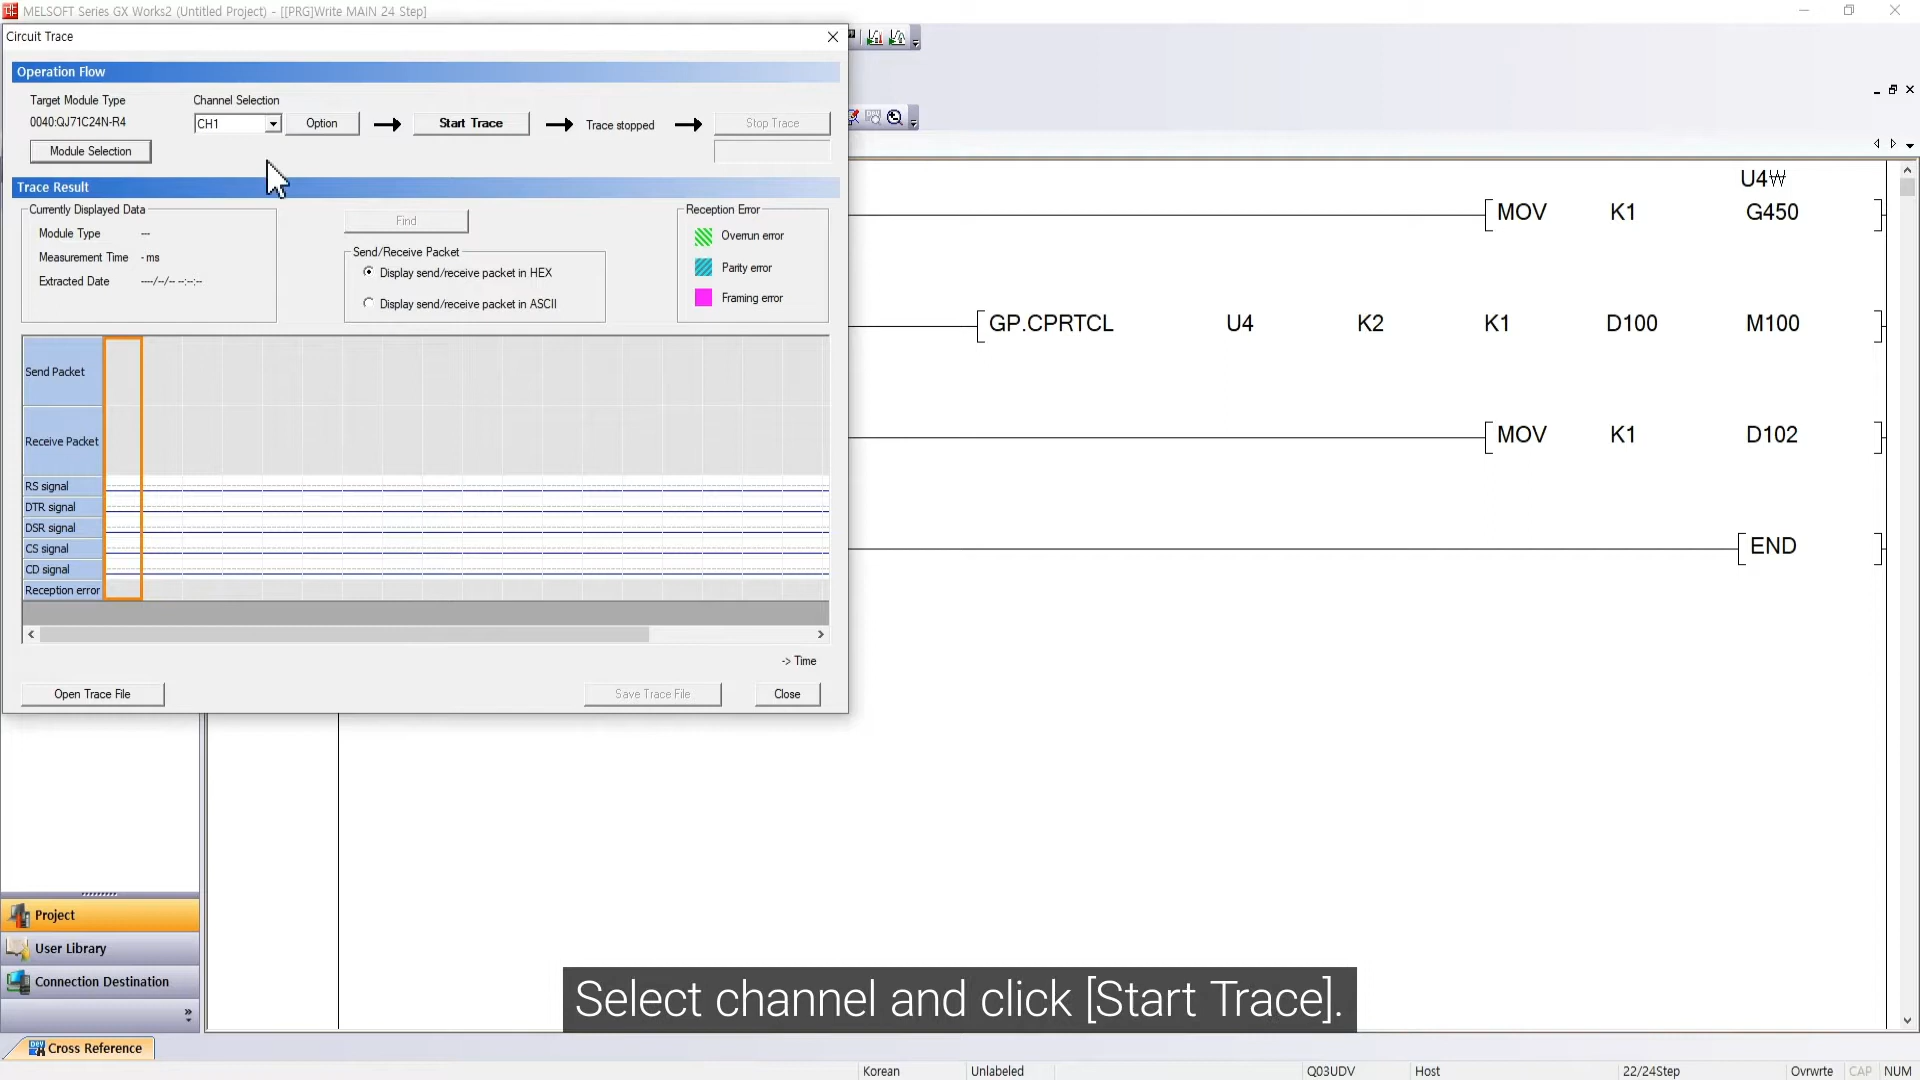 MELSOFT Series GX Works2 (Untitled Project) - [[PRG]Write MAIN 24 Step]
Circuit Trace
Operation Flow
Target Module Type
Channel Selection
0040:QJ71C24N-R4
CH1
Option
Start Trace
Trace stopped
Stop Trace
Module Selection
Trace Result
Currently Displayed Data
Module Type ---
Measurement Time - ms
Extracted Date ----/--/-- --:--:--
Find
Send/Receive Packet
Display send/receive packet in HEX
Display send/receive packet in ASCII
Reception Error
Overrun error
Parity error
Framing error
Send Packet
Receive Packet
RS signal
DTR signal
DSR signal
CS signal
CD signal
Reception error
-> Time
Open Trace File
Save Trace File
Close
U4₩
MOV K1 G450
GP.CPRTCL U4 K2 K1 D100 M100
MOV K1 D102
END
Project
User Library
Connection Destination
Select channel and click [Start Trace].
Cross Reference
Korean
Unlabeled
Q03UDV
Host
22/24Step
Ovrwrte
CAP
NUM